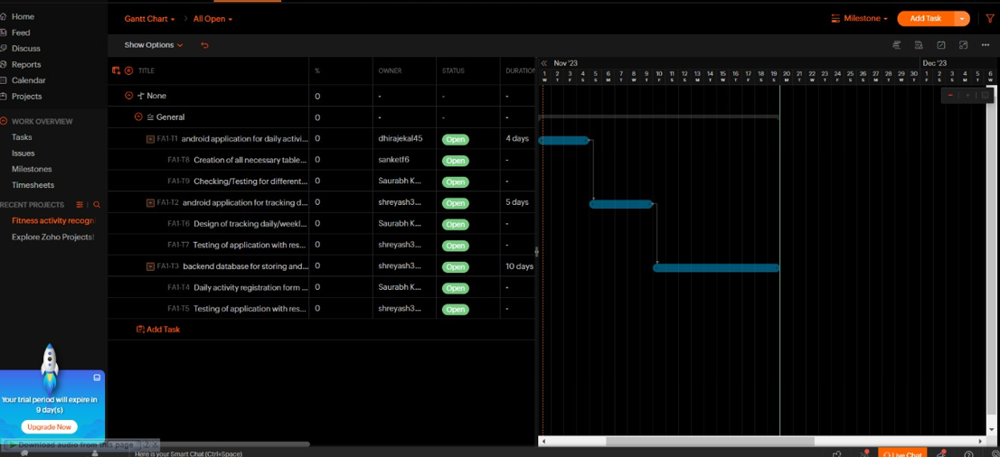 Home
Feed
Discuss
Reports
Calendar
Projects
WORK OVERVIEW
Tasks
Issues
Milestones
Timesheets
RECENT PROJECTS
Fitness activity recogni
Explore Zoho Projects!
Your trial period will expire in
9 day(s)
Upgrade Now
Download audio from this page
Gantt Chart All Open
Milestone Add Task
Show Options
TITLE % OWNER STATUS DURATION
None 0 - - -
General 0 - - -
FA1-T1 android application for daily activi... 0 dhirajekal45 Open 4 days
FA1-T8 Creation of all necessary table... 0 sanketf6 Open -
FA1-T9 Checking/Testing for different... 0 Saurabh K... Open -
FA1-T2 android application for tracking d... 0 shreyash3... Open 5 days
FA1-T6 Design of tracking daily/weekl... 0 Saurabh K... Open -
FA1-T7 Testing of application with res... 0 shreyash3... Open -
FA1-T3 backend database for storing and... 0 shreyash3... Open 10 days
FA1-T4 Daily activity registration form ... 0 Saurabh K... Open -
FA1-T5 Testing of application with res... 0 shreyash3... Open -
Add Task
Nov '23 Dec '23
1 2 3 4 5 6 7 8 9 10 11 12 13 14 15 16 17 18 19 20 21 22 23 24 25 26 27 28 29 30 1 2 3 4 5 6
W T F S S M T W T F S S M T W T F S S M T W T F S S M T W T F S S M T W
Here is your Smart Chat (Ctrl+Space)
Live Chat